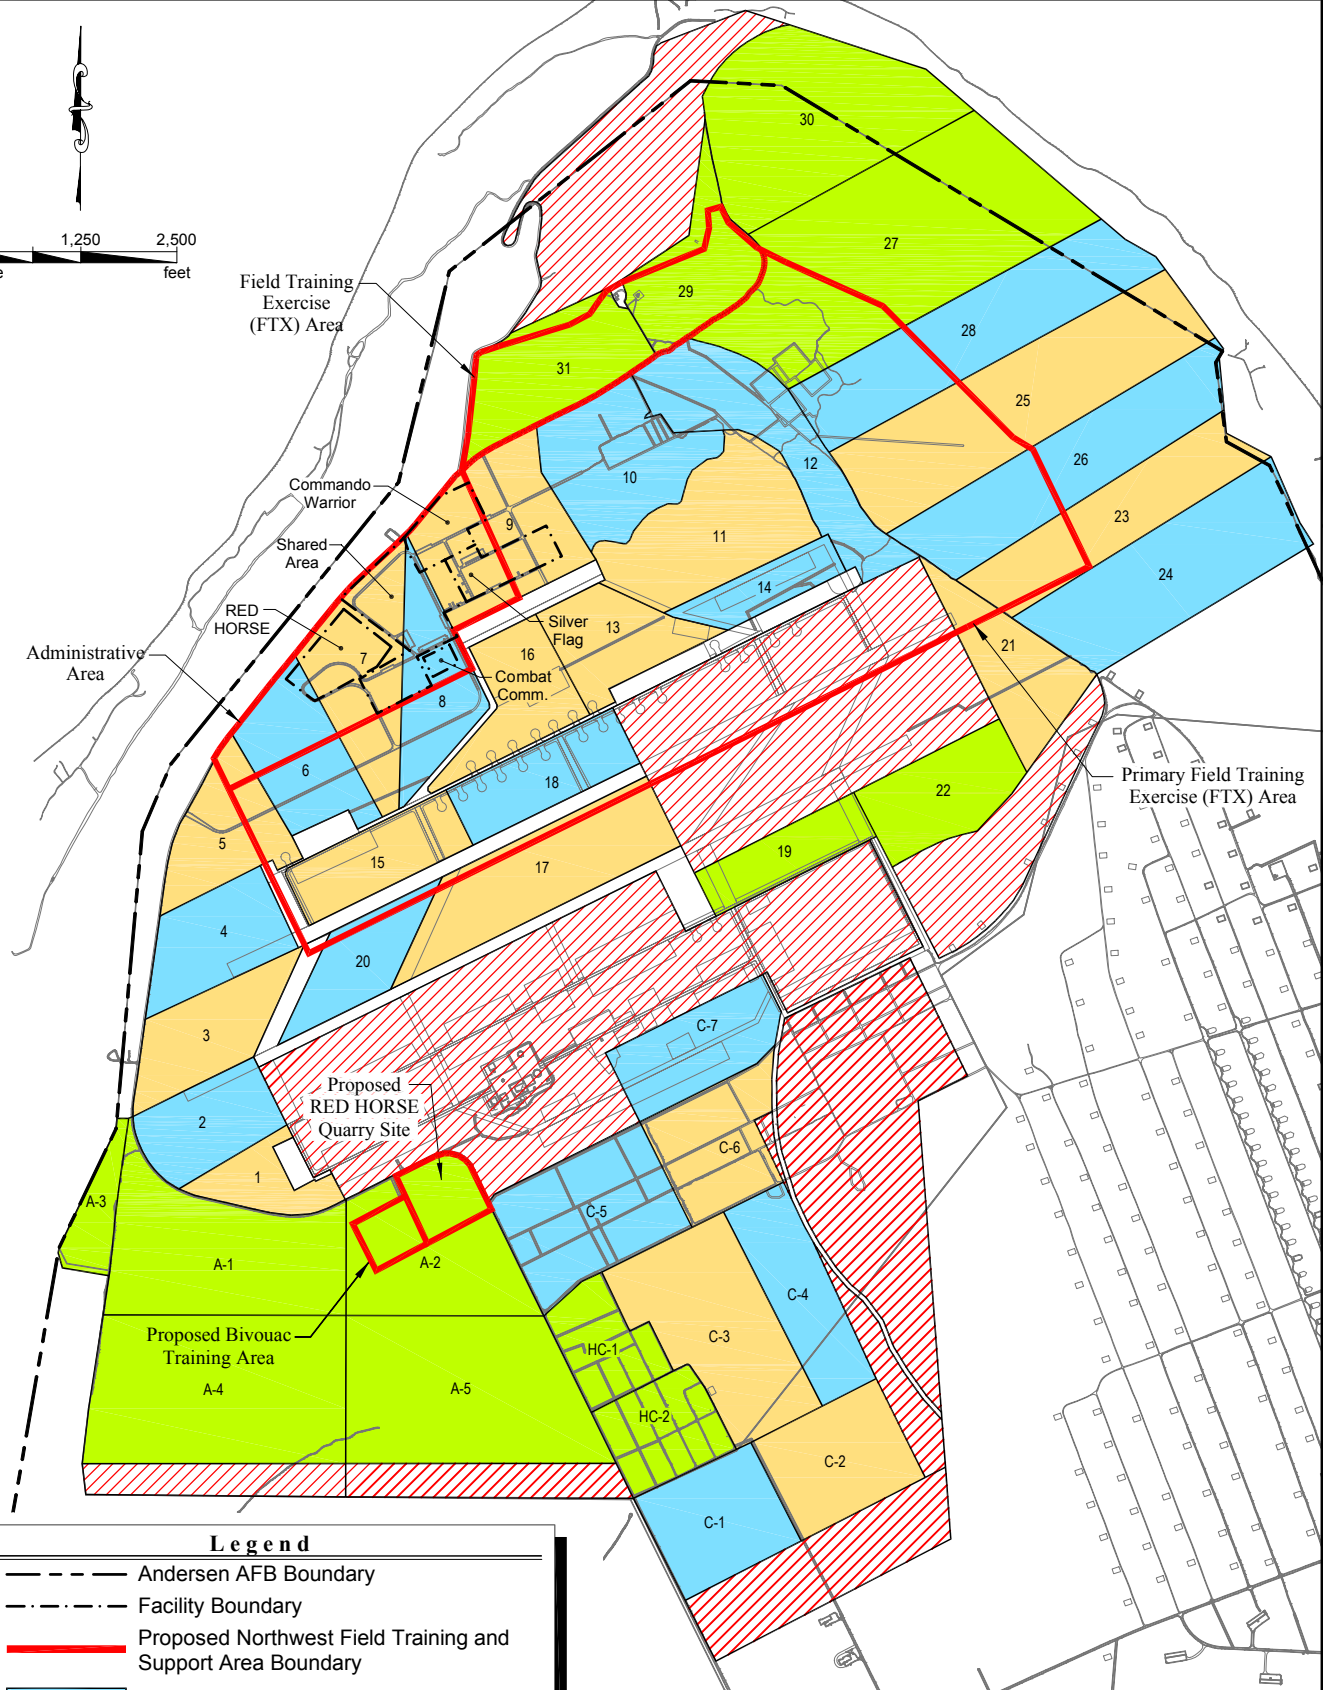 1,250
2,500
feet
Field Training
Exercise
(FTX) Area
30
27
29
28
31
25
10
12
26
Commando
Warrior
9
11
23
Shared
Area
14
24
RED
HORSE
Silver
Flag
13
21
Administrative
Area
7
16
Combat
Comm.
8
6
18
Primary Field Training
Exercise (FTX) Area
22
5
15
17
19
4
20
3
C-7
Proposed
RED HORSE
Quarry Site
2
1
C-6
A-3
C-5
A-1
A-2
C-4
Proposed Bivouac
Training Area
HC-1
C-3
A-4
A-5
HC-2
C-2
C-1
Legend
Andersen AFB Boundary
Facility Boundary
Proposed Northwest Field Training and
Support Area Boundary